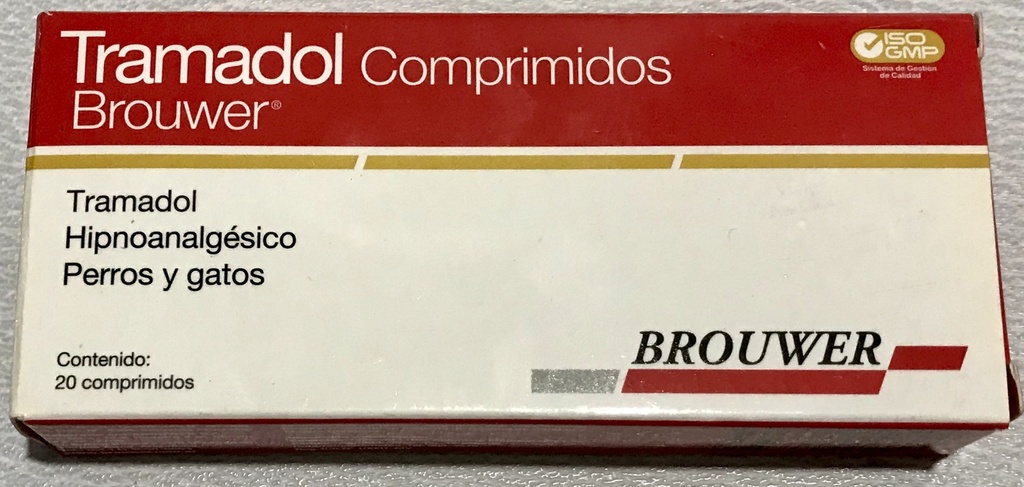 Tramadol Comprimidos
Brouwer®
ISO
GMP
Sistema de Gestión
de Calidad
Tramadol
Hipnoanalgésico
Perros y gatos
Contenido:
20 comprimidos
BROUWER